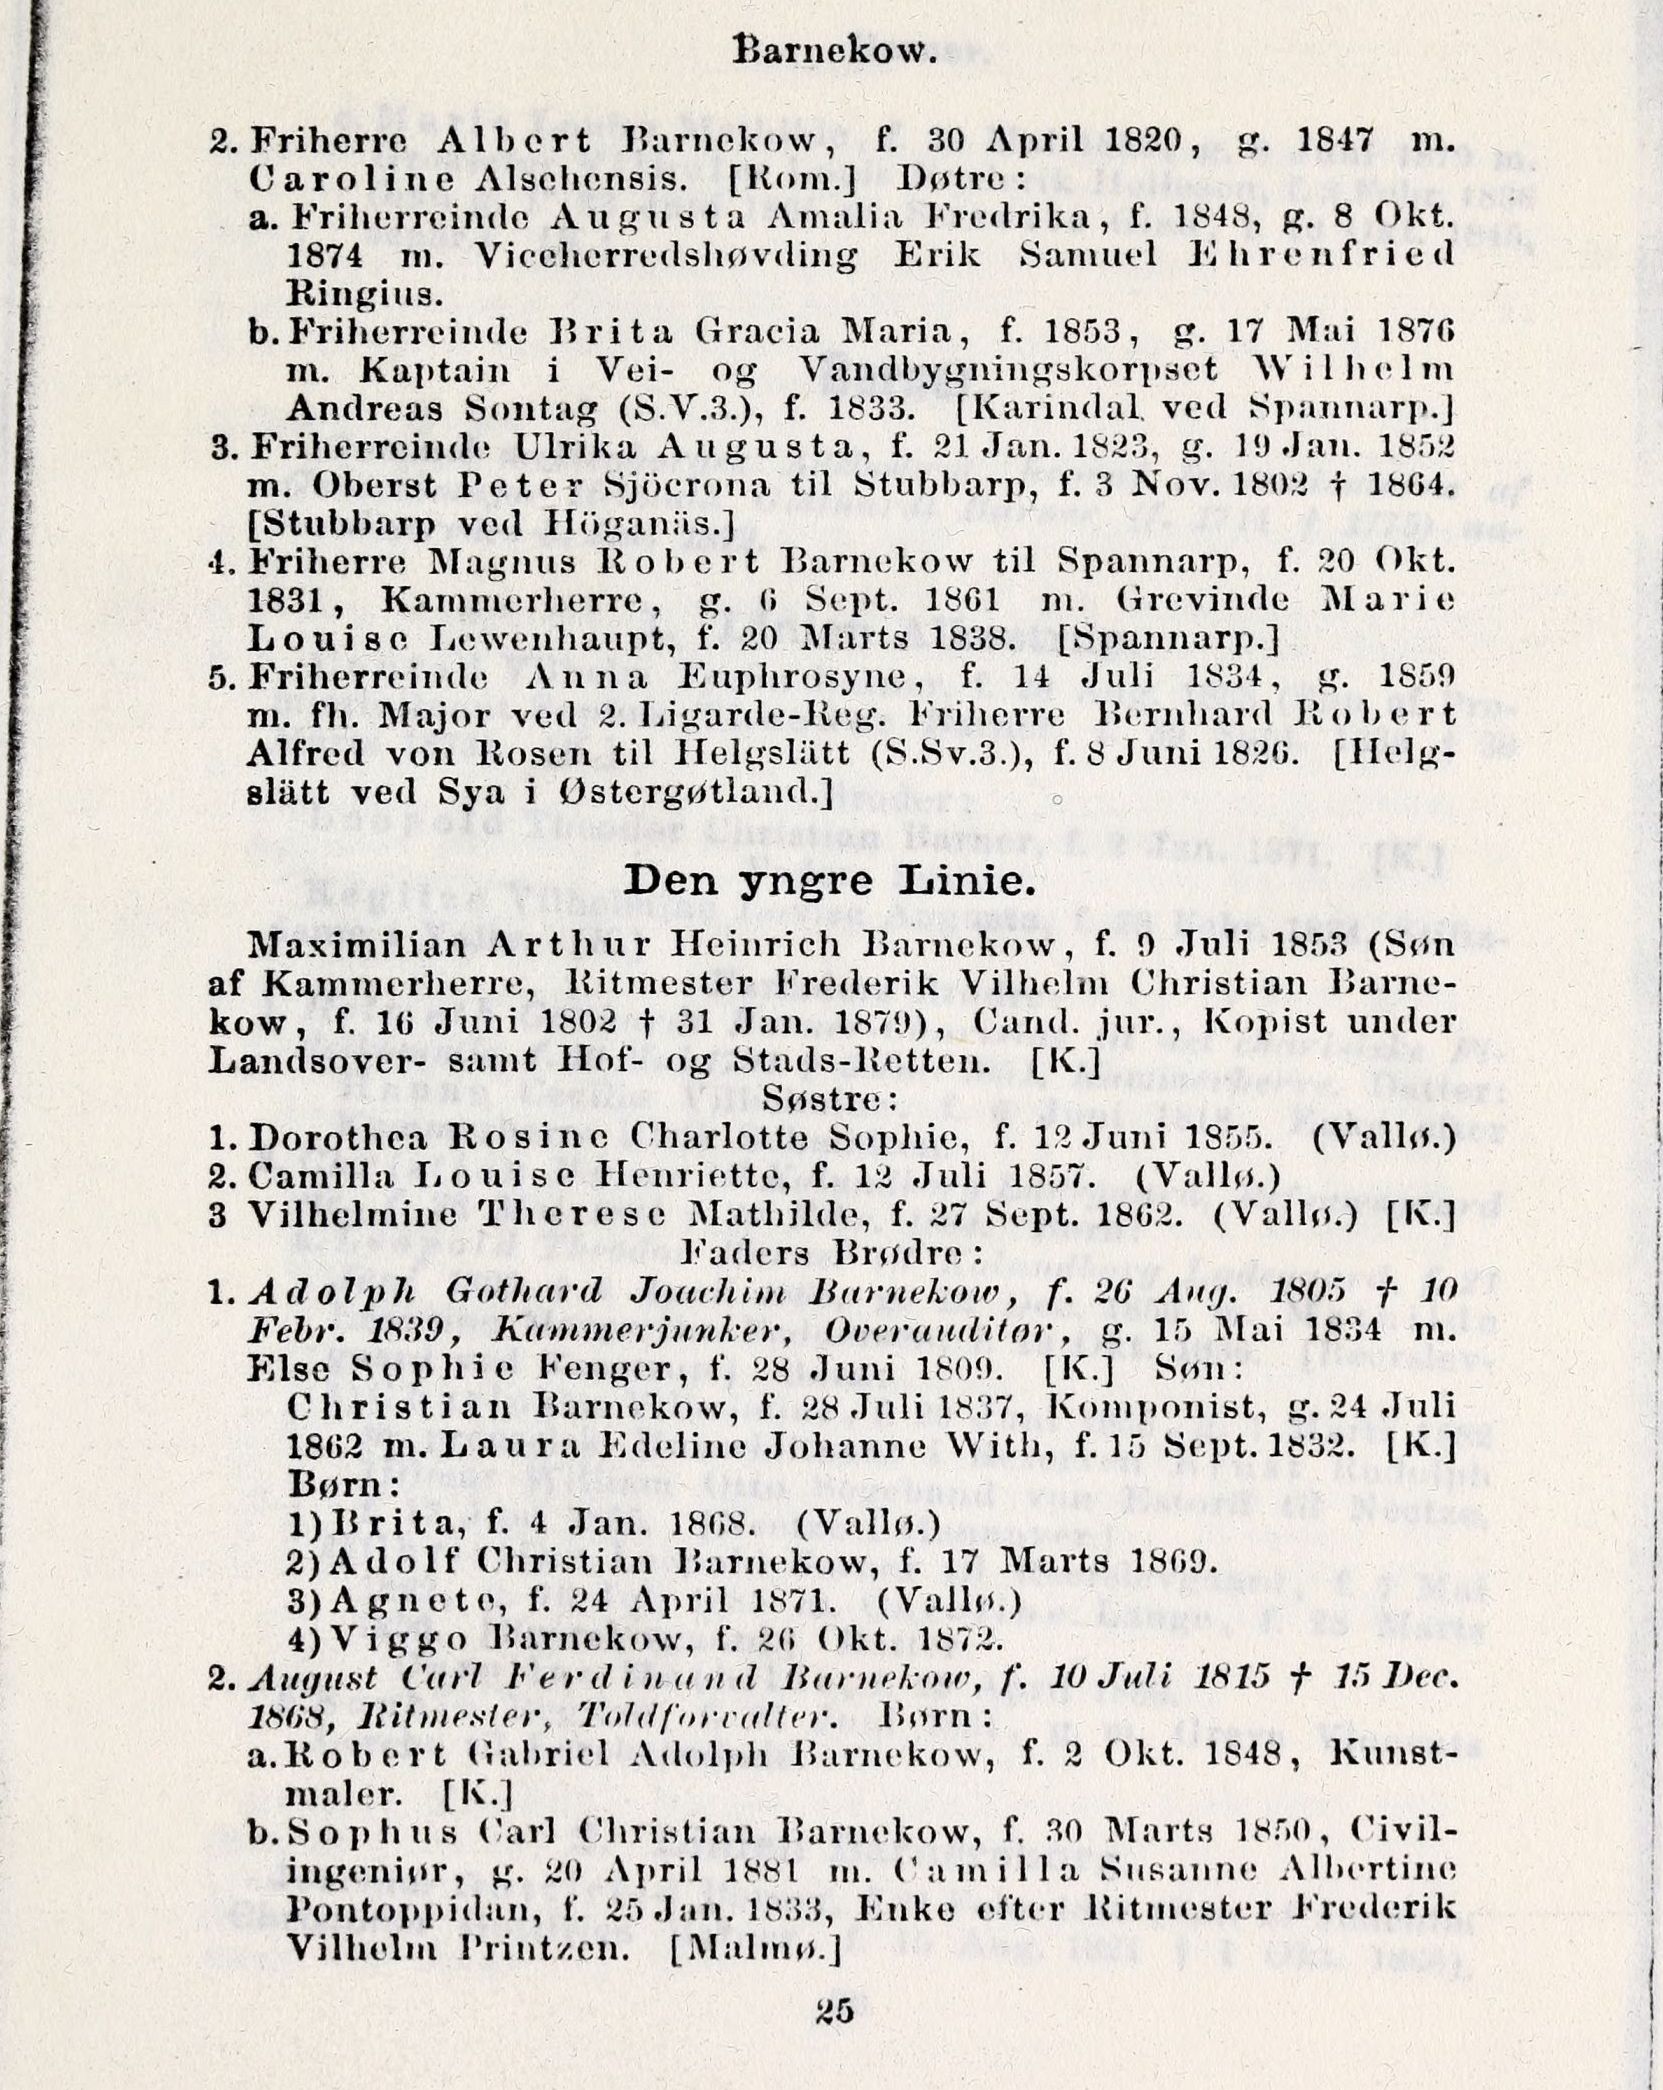 Barnekow.
2. Friherre Albert Barnekow, f. 30 April 1820, g. 1847 m.
Caroline Alschensis. [Rom.] Døtre:
a. Friherreinde Augusta Amalia Fredrika, f. 1848, g. 8 Okt.
1874 m. Viceherredshøvding Erik Samuel Ehrenfried
Ringius.
b. Friherreinde Brita Gracia Maria, f. 1853, g. 17 Mai 1876
m. Kaptain i Vei- og Vandbygningskorpset Wilhelm
Andreas Sontag (S.V.3.), f. 1833. [Karindal ved Spannarp.]
3. Friherreinde Ulrika Augusta, f. 21 Jan. 1823, g. 19 Jan. 1852
m. Oberst Peter Sjöcrona til Stubbarp, f. 3 Nov. 1802 † 1864.
[Stubbarp ved Höganäs.]
4. Friherre Magnus Robert Barnekow til Spannarp, f. 20 Okt.
1831, Kammerherre, g. 6 Sept. 1861 m. Grevinde Marie
Louise Lewenhaupt, f. 20 Marts 1838. [Spannarp.]
5. Friherreinde Anna Euphrosyne, f. 14 Juli 1834, g. 1859
m. fh. Major ved 2. Ligarde-Reg. Friherre Bernhard Robert
Alfred von Rosen til Helgslätt (S.Sv.3.), f. 8 Juni 1826. [Helg-
slätt ved Sya i Østergøtland.]
Den yngre Linie.
Maximilian Arthur Heinrich Barnekow, f. 9 Juli 1853 (Søn
af Kammerherre, Ritmester Frederik Vilhelm Christian Barne-
kow, f. 16 Juni 1802 † 31 Jan. 1879), Cand. jur., Kopist under
Landsover- samt Hof- og Stads-Retten. [K.]
Søstre:
1. Dorothea Rosine Charlotte Sophie, f. 12 Juni 1855. (Vallø.)
2. Camilla Louise Henriette, f. 12 Juli 1857. (Vallø.)
3 Vilhelmine Therese Mathilde, f. 27 Sept. 1862. (Vallø.) [K.]
Faders Brødre:
1. Adolph Gothard Joachim Barnekow, f. 26 Aug. 1805 † 10
Febr. 1839, Kammerjunker, Overauditør, g. 15 Mai 1834 m.
Else Sophie Fenger, f. 28 Juni 1809. [K.] Søn:
Christian Barnekow, f. 28 Juli 1837, Komponist, g. 24 Juli
1862 m. Laura Edeline Johanne With, f. 15 Sept. 1832. [K.]
Børn:
1) Brita, f. 4 Jan. 1868. (Vallø.)
2) Adolf Christian Barnekow, f. 17 Marts 1869.
3) Agnete, f. 24 April 1871. (Vallø.)
4) Viggo Barnekow, f. 26 Okt. 1872.
2. August Carl Ferdinand Barnekow, f. 10 Juli 1815 † 15 Dec.
1868, Ritmester, Toldforvalter. Børn:
a. Robert Gabriel Adolph Barnekow, f. 2 Okt. 1848, Kunst-
maler. [K.]
b. Sophus Carl Christian Barnekow, f. 30 Marts 1850, Civil-
ingeniør, g. 20 April 1881 m. Camilla Susanne Albertine
Pontoppidan, f. 25 Jan. 1833, Enke efter Ritmester Frederik
Vilhelm Printzen. [Malmø.]
25